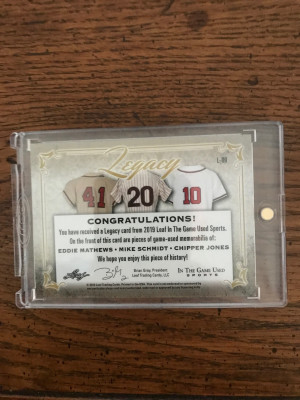 L-09
Legacy
41 20 10
CONGRATULATIONS!
You have received a Legacy card from 2019 Leaf In The Game Used Sports.
On the front of this card are pieces of game-used memorabilia of:
EDDIE MATHEWS • MIKE SCHMIDT • CHIPPER JONES
We hope you enjoy this piece of history!
Leaf
Brian Gray, President
Leaf Trading Cards, LLC
IN THE GAME USED
SPORTS